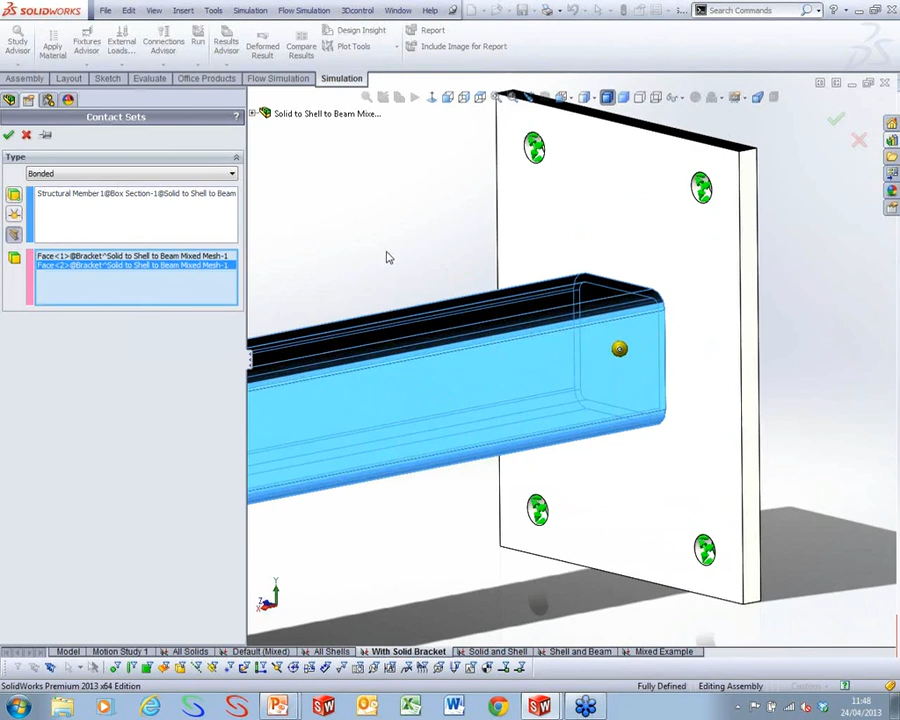 SOLIDWORKS File Edit View Insert Tools Simulation Flow Simulation 3Dcontrol Window Help Search Commands
Study Advisor
Apply Material
Fixtures Advisor
External Loads...
Connections Advisor
Run
Results Advisor
Deformed Result
Compare Results
Design Insight
Plot Tools
Report
Include Image for Report
Assembly Layout Sketch Evaluate Office Products Flow Simulation Simulation
Contact Sets ?
Solid to Shell to Beam Mixe...
Type
Bonded
Structural Member 1@Box Section-1@Solid to Shell to Beam
Face<1>@Bracket^Solid to Shell to Beam Mixed Mesh-1
Face<2>@Bracket^Solid to Shell to Beam Mixed Mesh-1
Y
Z
X
Model Motion Study 1 All Solids Default (Mixed) All Shells With Solid Bracket Solid and Shell Shell and Beam Mixed Example
SolidWorks Premium 2013 x64 Edition Fully Defined Editing Assembly Custom
11:48
24/04/2013